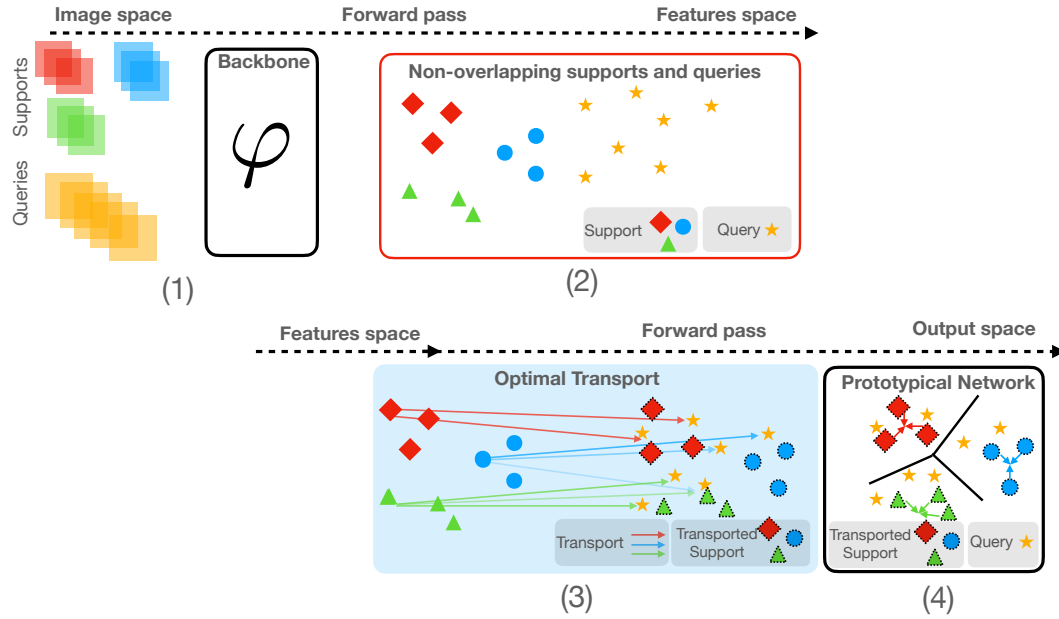 Image space
Forward pass
Features space
Supports
Queries
Backbone
φ
Non-overlapping supports and queries
Support
Query
(1)
(2)
Features space
Forward pass
Output space
Optimal Transport
Prototypical Network
Transport
Transported
Support
Transported
Support
Query
(3)
(4)